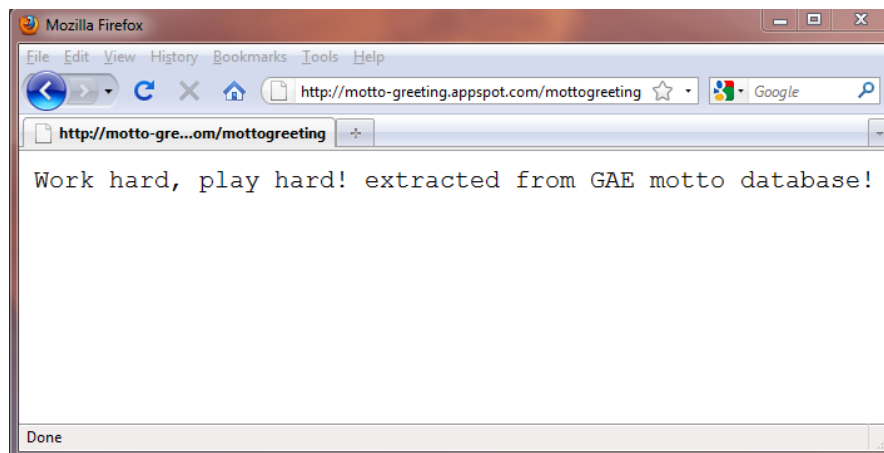 Mozilla Firefox
File Edit View History Bookmarks Tools Help
http://motto-greeting.appspot.com/mottogreeting Google
http://motto-gre...om/mottogreeting
Work hard, play hard! extracted from GAE motto database!
Done